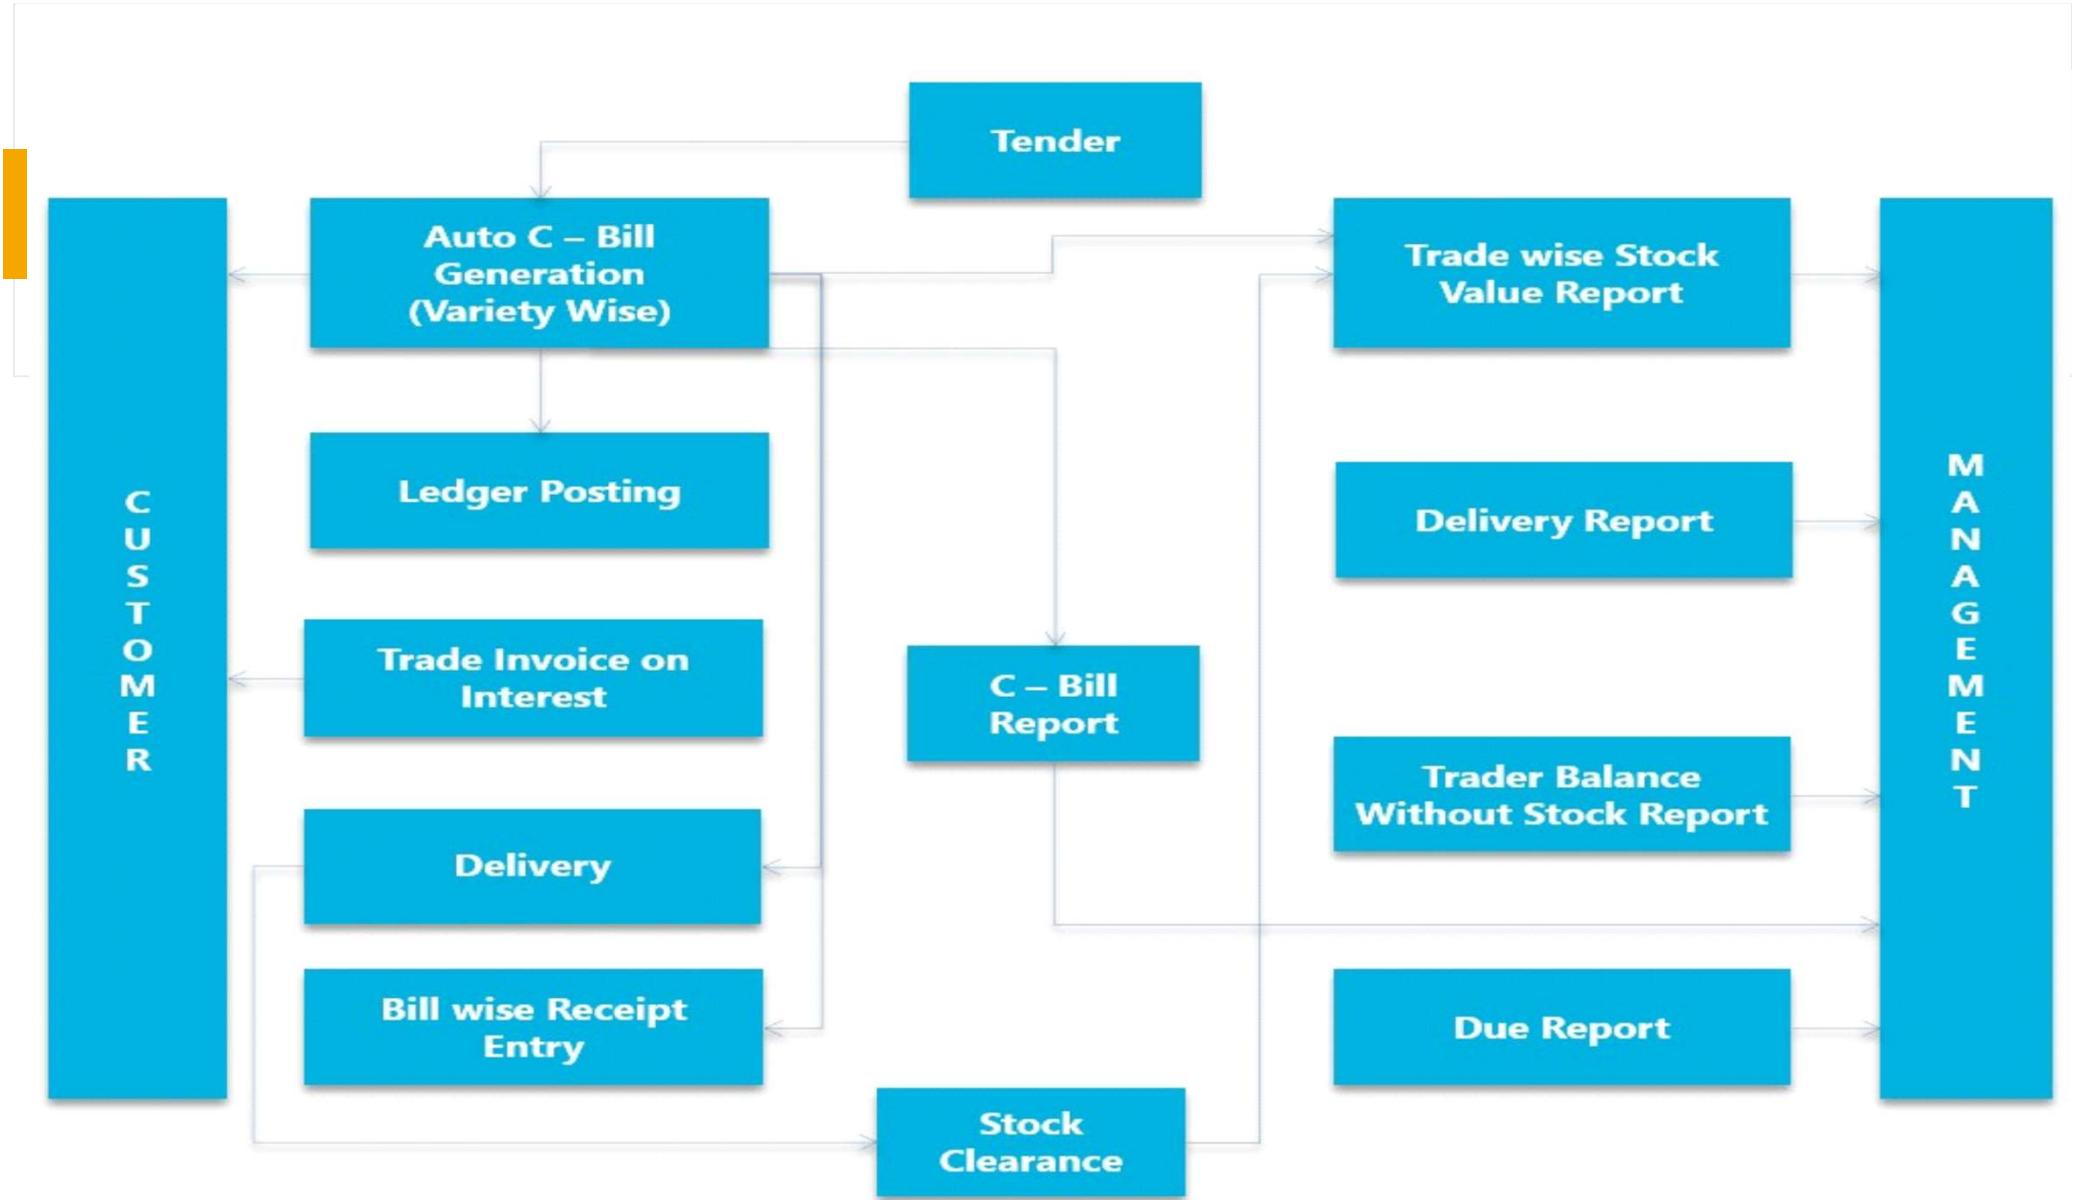 Tender
Auto C – Bill
Generation
(Variety Wise)
Trade wise Stock
Value Report
C
U
S
T
O
M
E
R
Ledger Posting
Delivery Report
M
A
N
A
G
E
M
E
N
T
Trade Invoice on
Interest
C – Bill
Report
Trader Balance
Without Stock Report
Delivery
Bill wise Receipt
Entry
Due Report
Stock
Clearance